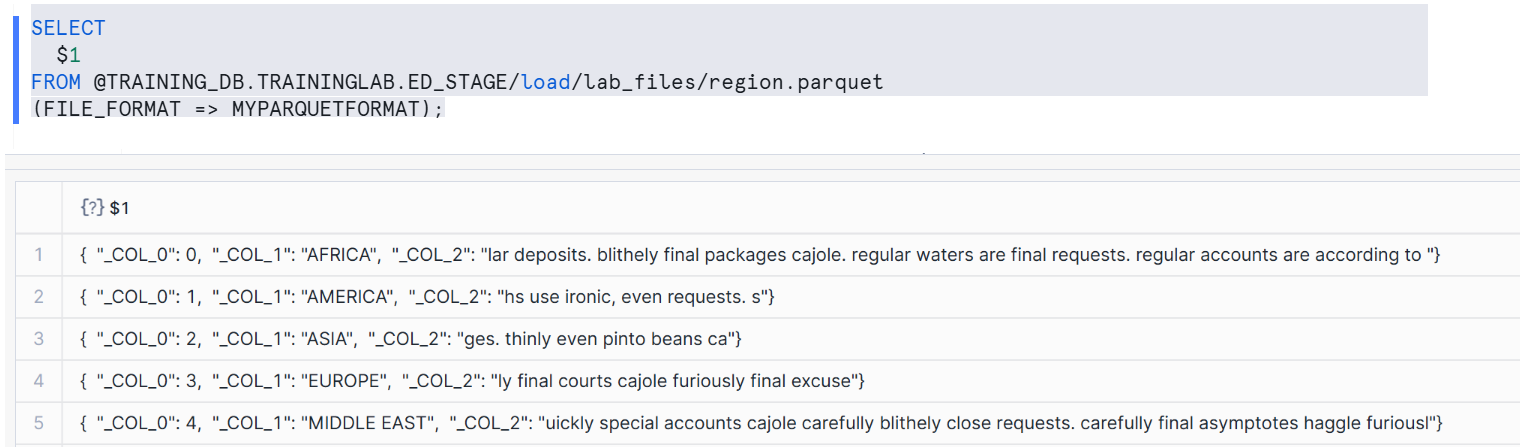 SELECT
$1
FROM @TRAINING_DB.TRAININGLAB.ED_STAGE/load/lab_files/region.parquet
(FILE_FORMAT => MYPARQUETFORMAT);
{?} $1
1 { "_COL_0": 0, "_COL_1": "AFRICA", "_COL_2": "lar deposits. blithely final packages cajole. regular waters are final requests. regular accounts are according to "}
2 { "_COL_0": 1, "_COL_1": "AMERICA", "_COL_2": "hs use ironic, even requests. s"}
3 { "_COL_0": 2, "_COL_1": "ASIA", "_COL_2": "ges. thinly even pinto beans ca"}
4 { "_COL_0": 3, "_COL_1": "EUROPE", "_COL_2": "ly final courts cajole furiously final excuse"}
5 { "_COL_0": 4, "_COL_1": "MIDDLE EAST", "_COL_2": "uickly special accounts cajole carefully blithely close requests. carefully final asymptotes haggle furiousl"}